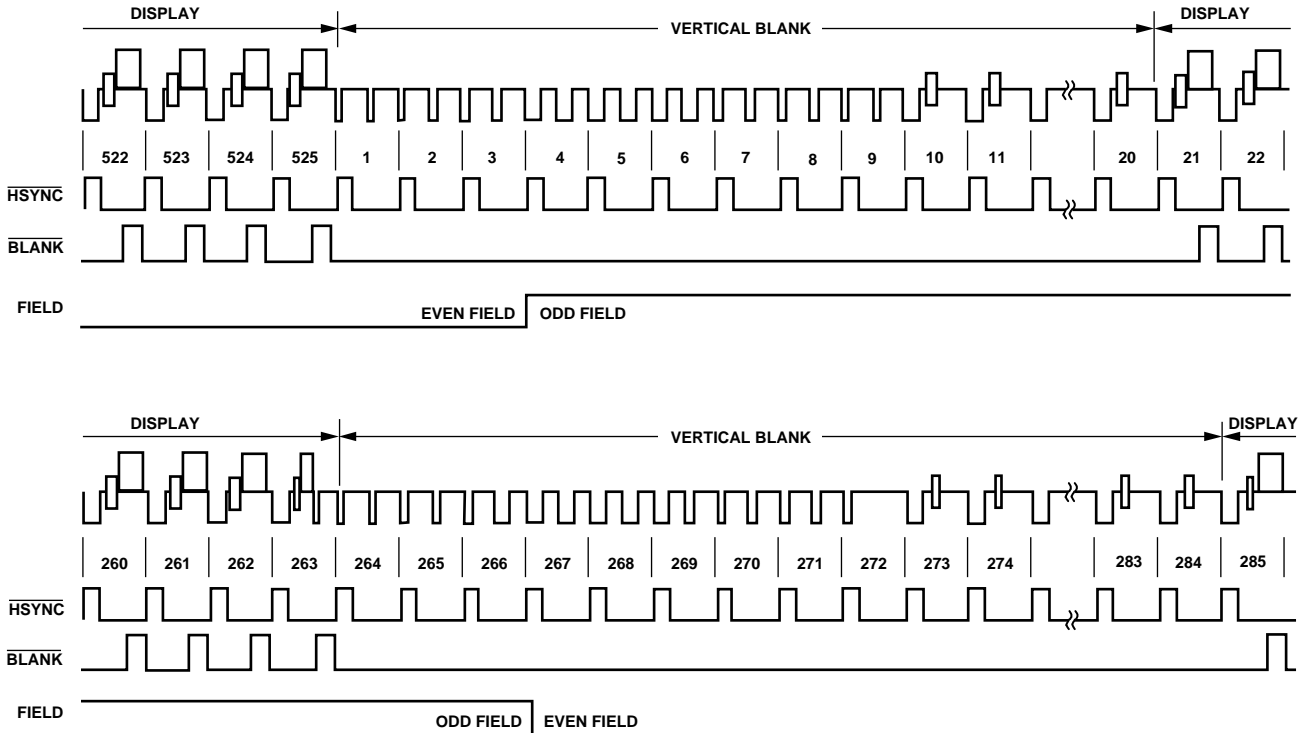 DISPLAY VERTICAL BLANK DISPLAY
522 523 524 525 1 2 3 4 5 6 7 8 9 10 11 20 21 22
HSYNC
BLANK
FIELD EVEN FIELD ODD FIELD
DISPLAY VERTICAL BLANK DISPLAY
260 261 262 263 264 265 266 267 268 269 270 271 272 273 274 283 284 285
HSYNC
BLANK
FIELD ODD FIELD EVEN FIELD